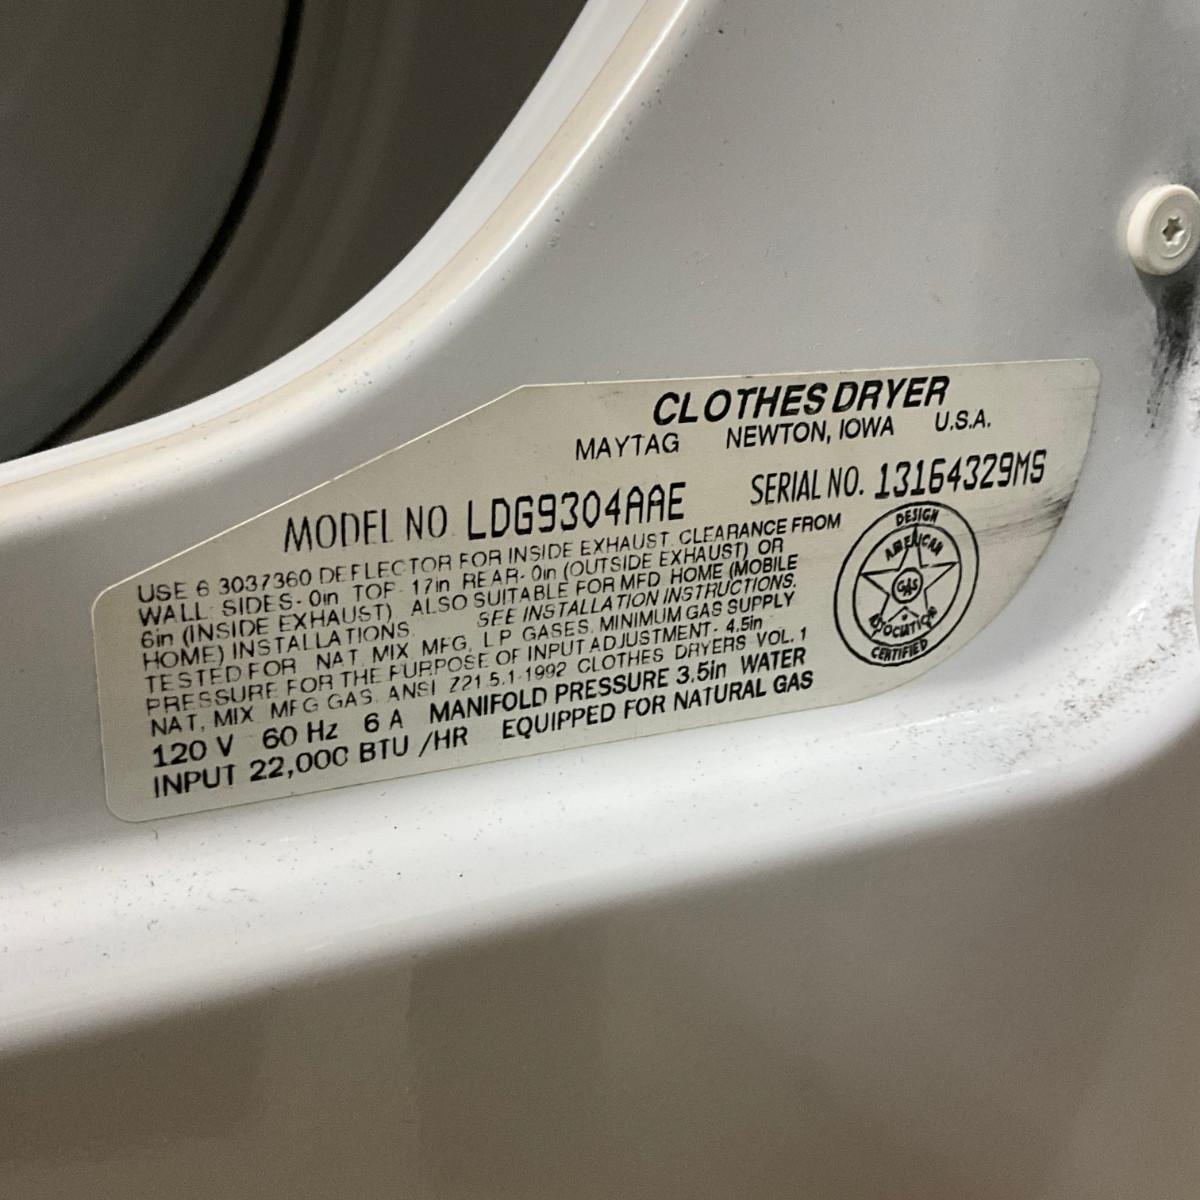 CLOTHES DRYER
MAYTAG NEWTON, IOWA U.S.A.
MODEL NO. LDG9304AAE SERIAL NO. 13164329MS
USE 6 3037360 DEFLECTOR FOR INSIDE EXHAUST. CLEARANCE FROM
WALL: SIDES- 0in TOP- 17in REAR- 0in (OUTSIDE EXHAUST) OR
6in (INSIDE EXHAUST) ALSO SUITABLE FOR MFD. HOME (MOBILE
HOME) INSTALLATIONS. SEE INSTALLATION INSTRUCTIONS.
TESTED FOR NAT, MIX, MFG, L.P. GASES, MINIMUM GAS SUPPLY
PRESSURE FOR THE PURPOSE OF INPUT ADJUSTMENT- 4.5in
NAT, MIX, MFG GAS. ANSI Z21.5.1-1992 CLOTHES DRYERS VOL. 1
120 V 60 Hz 6 A MANIFOLD PRESSURE 3.5in WATER
INPUT 22,000 BTU /HR EQUIPPED FOR NATURAL GAS
DESIGN
AMERICAN
GAS
ASSOCIATION
CERTIFIED